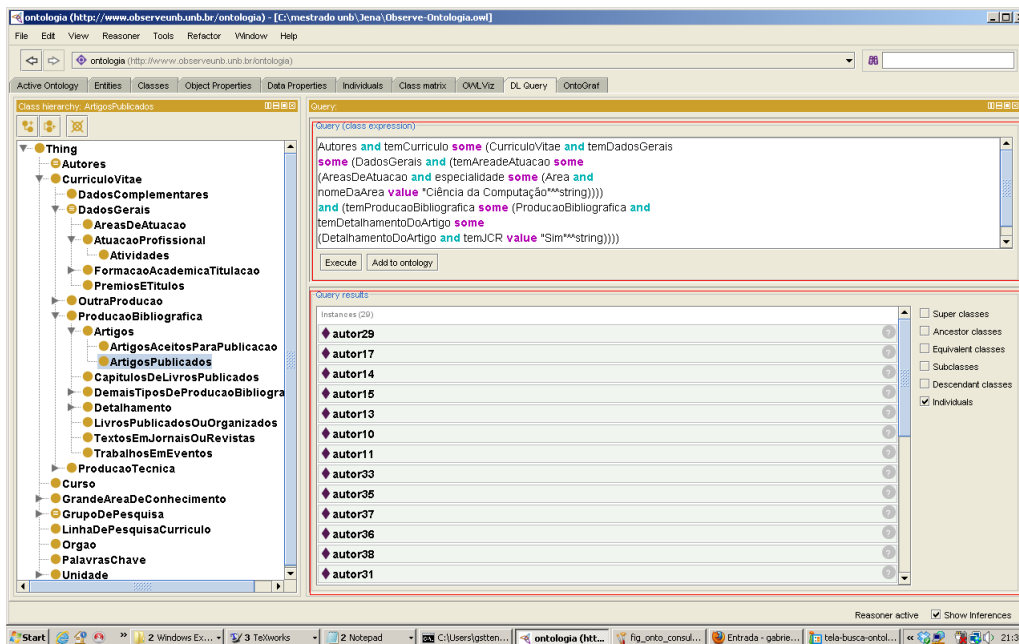 ontologia (http://www.observeunb.unb.br/ontologia) - [C:\mestrado unb\Jena\Observe-Ontologia.owl]
File Edit View Reasoner Tools Refactor Window Help
ontologia (http://www.observeunb.unb.br/ontologia)
Active Ontology Entities Classes Object Properties Data Properties Individuals Class matrix OWLViz DL Query OntoGraf
Class hierarchy: ArtigosPublicados
Thing
Autores
CurriculoVitae
DadosComplementares
DadosGerais
AreasDeAtuacao
AtuacaoProfissional
Atividades
FormacaoAcademicaTitulacao
PremiosETitulos
OutraProducao
ProducaoBibliografica
Artigos
ArtigosAceitosParaPublicacao
ArtigosPublicados
CapitulosDeLivrosPublicados
DemaisTiposDeProducaoBibliogra
Detalhamento
LivrosPublicadosOuOrganizados
TextosEmJornaisOuRevistas
TrabalhosEmEventos
ProducaoTecnica
Curso
GrandeAreaDeConhecimento
GrupoDePesquisa
LinhaDePesquisaCurriculo
Orgao
PalavrasChave
Unidade
Query:
Query (class expression)
Autores and temCurriculo some (CurriculoVitae and temDadosGerais
some (DadosGerais and (temAreadeAtuacao some
(AreasDeAtuacao and especialidade some (Area and
nomeDaArea value "Ciência da Computação"^^string))))
and (temProducaoBibliografica some (ProducaoBibliografica and
temDetalhamentoDoArtigo some
(DetalhamentoDoArtigo and temJCR value "Sim"^^string))))
Execute Add to ontology
Query results
Instances (29)
autor29
autor17
autor14
autor15
autor13
autor10
autor11
autor33
autor35
autor37
autor36
autor38
autor31
Super classes
Ancestor classes
Equivalent classes
Subclasses
Descendant classes
Individuals
Reasoner active Show Inferences
Start » 2 Windows Ex... 3 TeXworks 2 Notepad C:\Users\gstten... ontologia (htt... fig_onto_consul... Entrada - gabrie... tela-busca-ontol... « 21:3